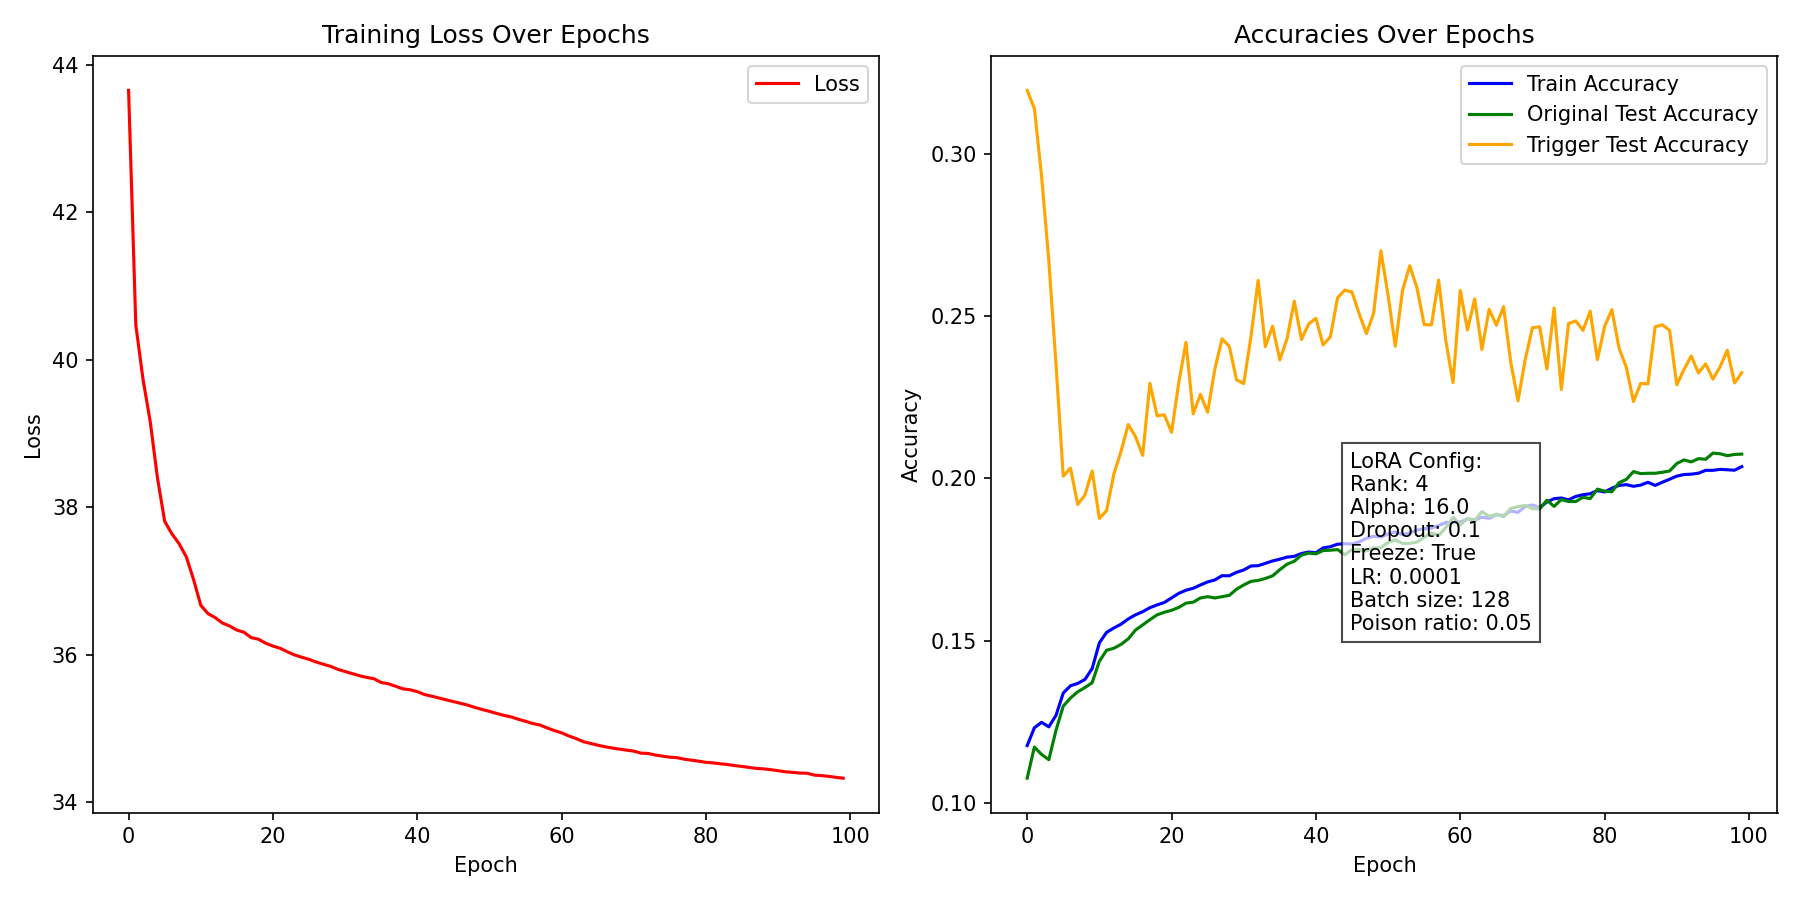 Training Loss Over Epochs
Loss
44
42
40
38
36
34
0
20
40
60
80
100
Loss
Epoch
Accuracies Over Epochs
Train Accuracy
Original Test Accuracy
Trigger Test Accuracy
0.30
0.25
0.20
0.15
0.10
0
20
40
60
80
100
Accuracy
Epoch
LoRA Config:
Rank: 4
Alpha: 16.0
Dropout: 0.1
Freeze: True
LR: 0.0001
Batch size: 128
Poison ratio: 0.05